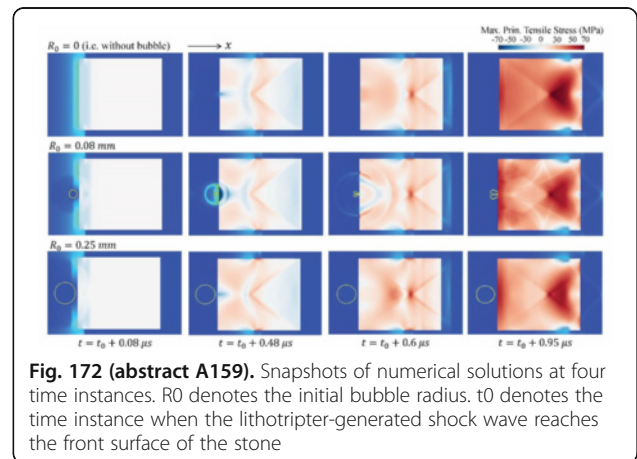 Max. Prin. Tensile Stress (MPa)
-70 -50 -30 0 30 50 70
R₀ = 0 (i.e. without bubble)
x
R₀ = 0.08 mm
R₀ = 0.25 mm
t = t₀ + 0.08 μs
t = t₀ + 0.48 μs
t = t₀ + 0.6 μs
t = t₀ + 0.95 μs
Fig. 172 (abstract A159). Snapshots of numerical solutions at four
time instances. R0 denotes the initial bubble radius. t0 denotes the
time instance when the lithotripter-generated shock wave reaches
the front surface of the stone